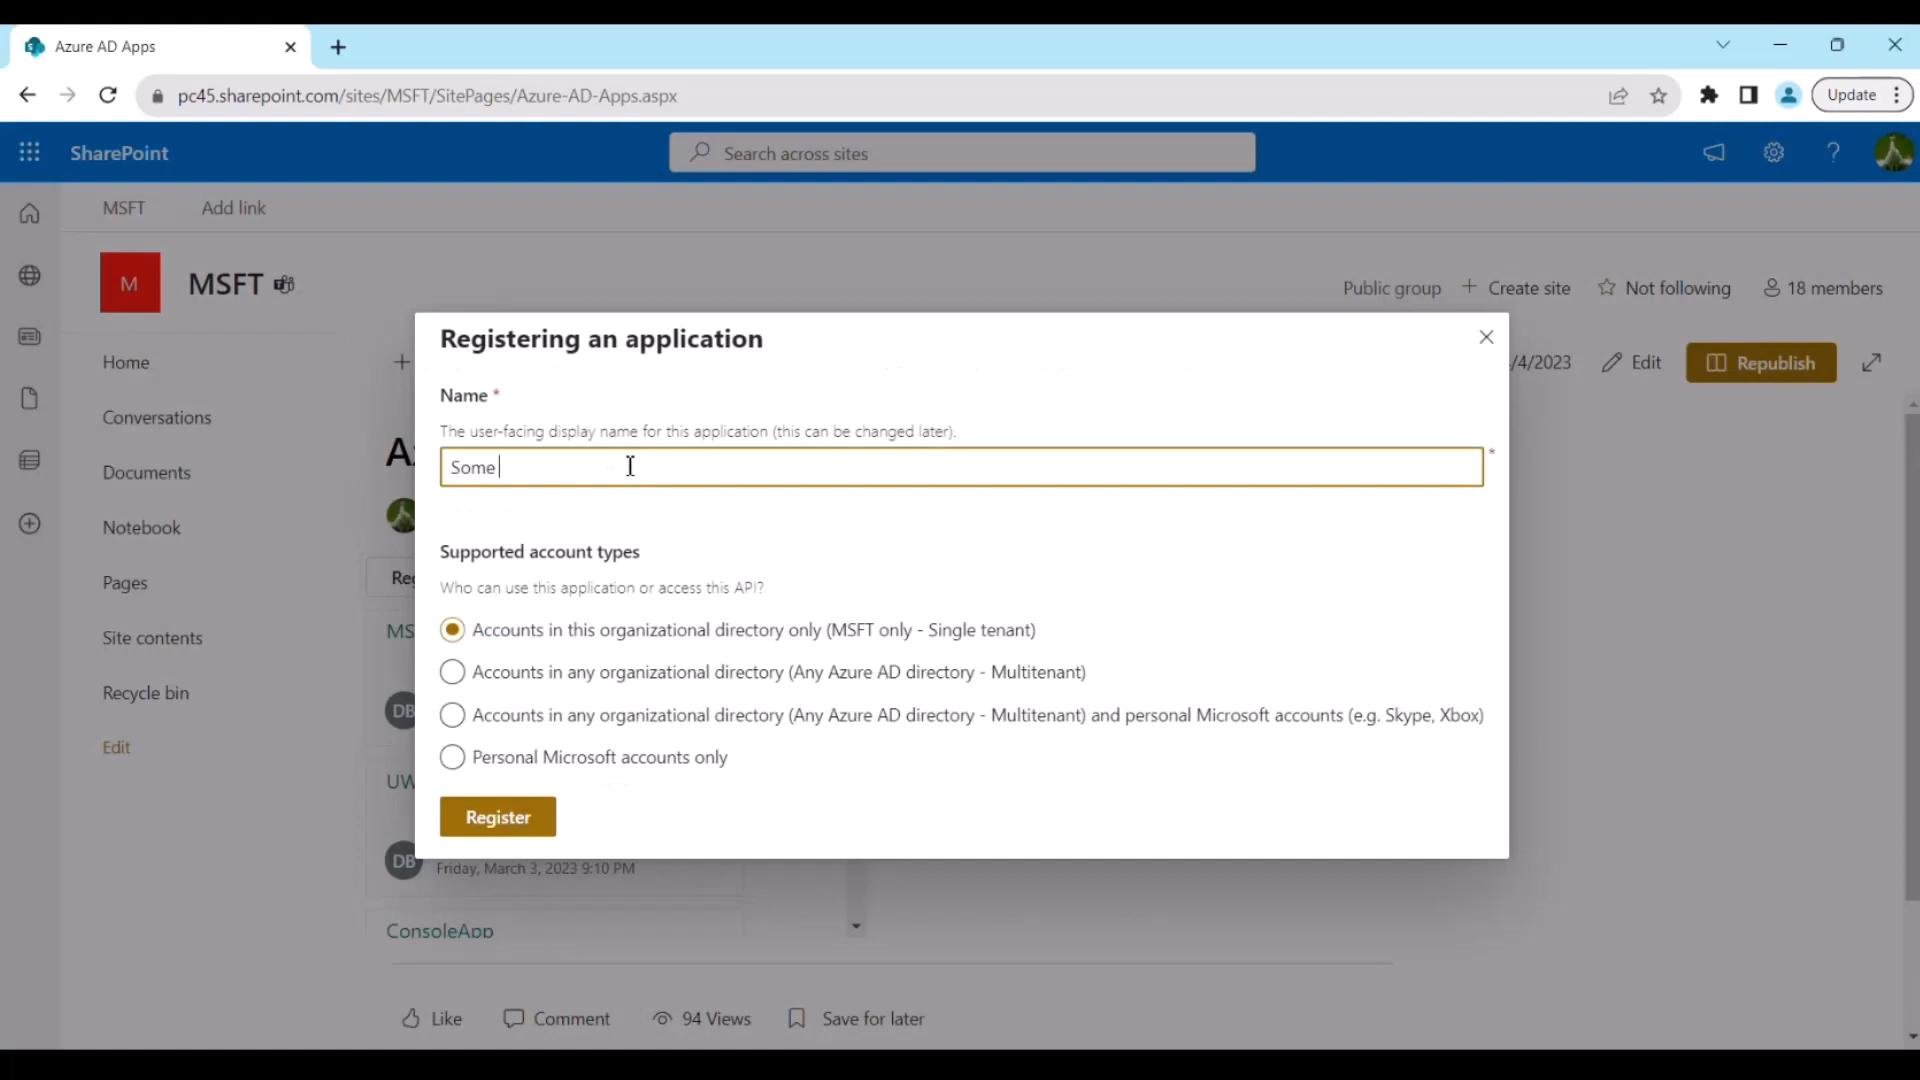 Azure AD Apps
pc45.sharepoint.com/sites/MSFT/SitePages/Azure-AD-Apps.aspx
Update
SharePoint
Search across sites
MSFT
Add link
M
MSFT
Public group
Create site
Not following
18 members
Registering an application
Home
/4/2023
Edit
Republish
Name *
The user-facing display name for this application (this can be changed later).
Conversations
Some
*
Documents
Notebook
Supported account types
Who can use this application or access this API?
Pages
Accounts in this organizational directory only (MSFT only - Single tenant)
Site contents
Accounts in any organizational directory (Any Azure AD directory - Multitenant)
Recycle bin
Accounts in any organizational directory (Any Azure AD directory - Multitenant) and personal Microsoft accounts (e.g. Skype, Xbox)
DB
Edit
Personal Microsoft accounts only
Register
DB
Friday, March 3, 2023 9:10 PM
ConsoleApp
Like
Comment
94 Views
Save for later